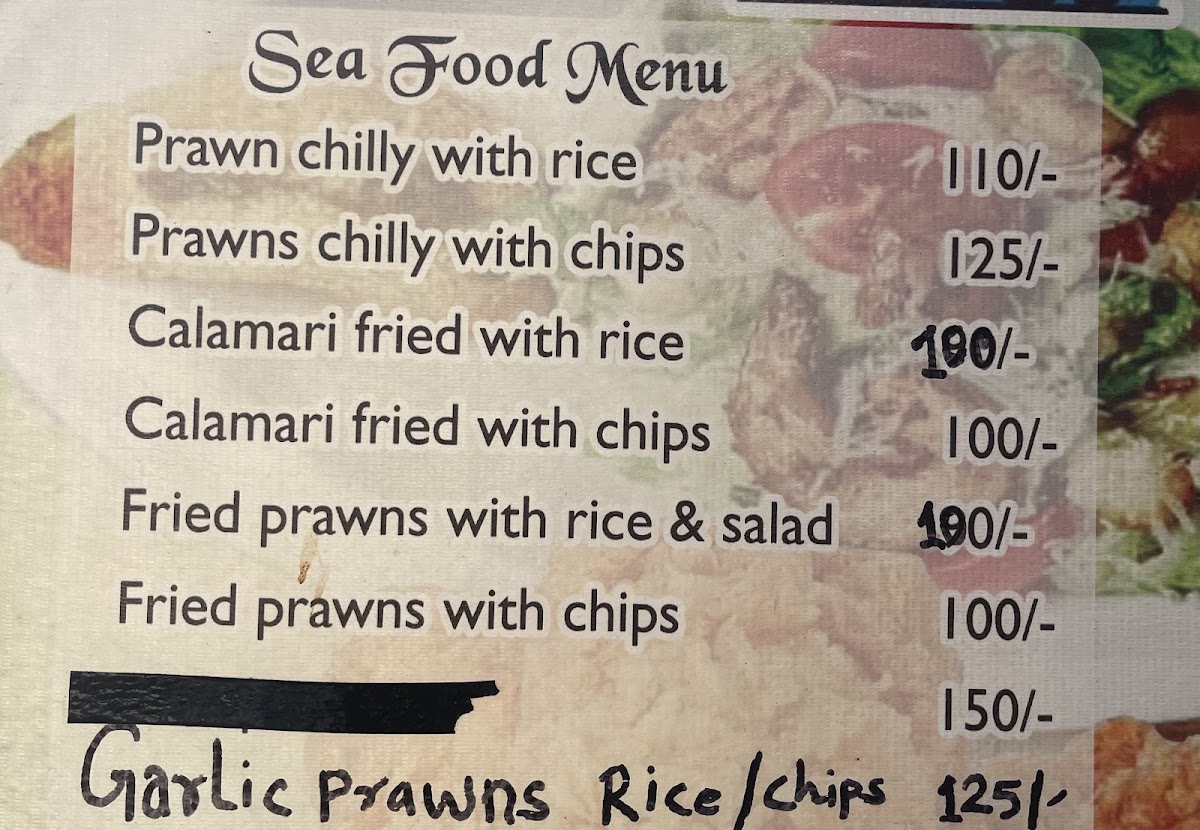 Sea Food Menu
Prawn chilly with rice 110/-
Prawns chilly with chips 125/-
Calamari fried with rice 100/-
Calamari fried with chips 100/-
Fried prawns with rice & salad 100/-
Fried prawns with chips 100/-
150/-
Garlic Prawns Rice/chips 125/-